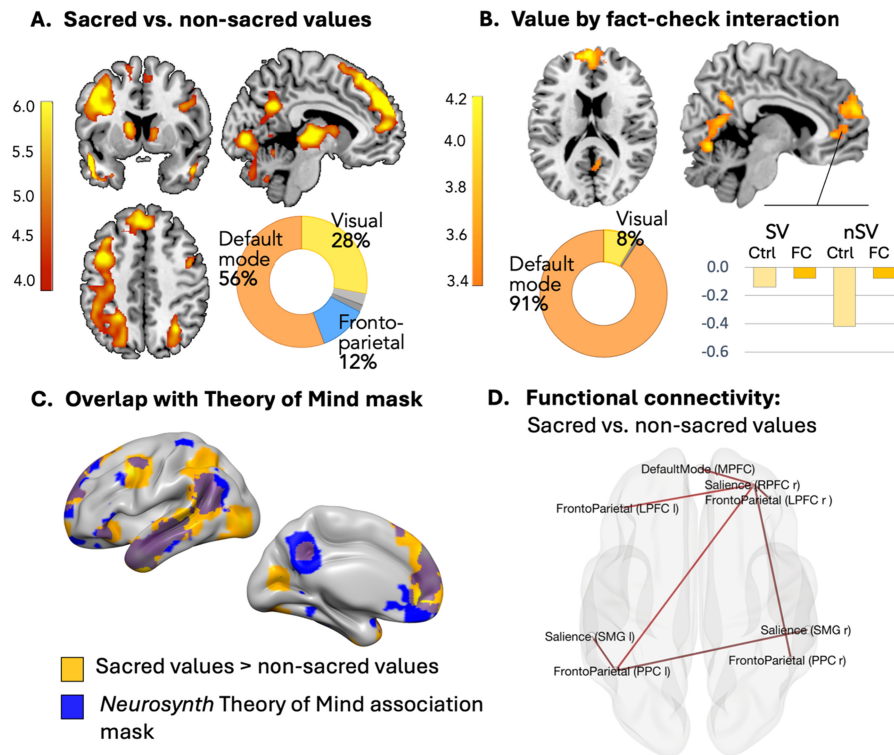 A. Sacred vs. non-sacred values
6.0
5.5
5.0
4.5
4.0
Default
mode
56%
Visual
28%
Fronto-
parietal
12%
B. Value by fact-check interaction
4.2
4.0
3.8
3.6
3.4
Visual
8%
Default
mode
91%
SV nSV
Ctrl FC Ctrl FC
0.0
-0.2
-0.4
-0.6
C. Overlap with Theory of Mind mask
Sacred values > non-sacred values
Neurosynth Theory of Mind association
mask
D. Functional connectivity:
Sacred vs. non-sacred values
DefaultMode (MPFC)
Salience (RPFC r)
FrontoParietal (LPFC r )
FrontoParietal (LPFC l)
Salience (SMG l)
Salience (SMG r)
FrontoParietal (PPC l)
FrontoParietal (PPC r)